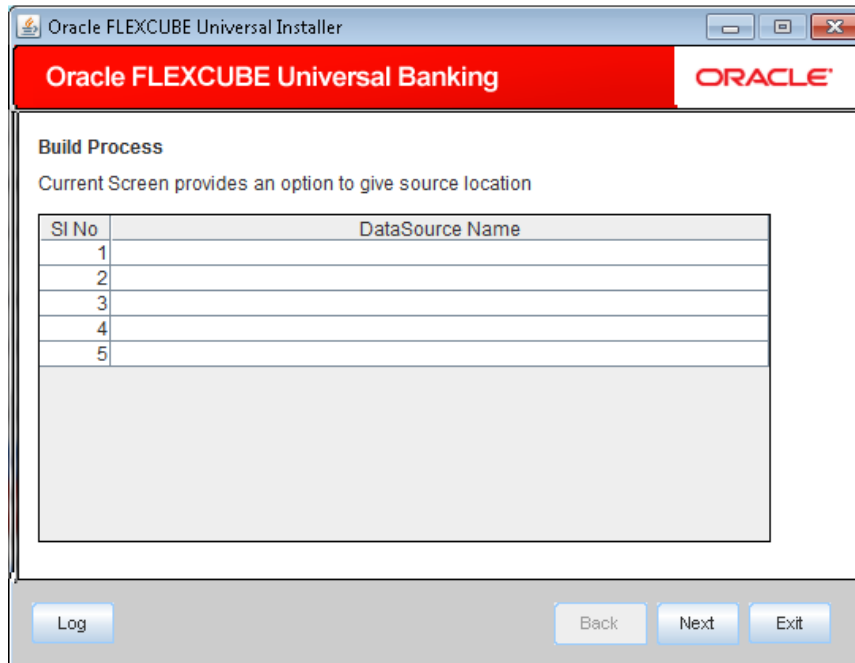 Oracle FLEXCUBE Universal Installer
Oracle FLEXCUBE Universal Banking
ORACLE
Build Process
Current Screen provides an option to give source location
Sl No DataSource Name
1
2
3
4
5
Log Back Next Exit